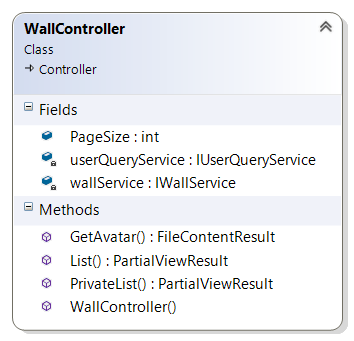 WallController
Class
Controller
Fields
PageSize : int
userQueryService : IUserQueryService
wallService : IWallService
Methods
GetAvatar() : FileContentResult
List() : PartialViewResult
PrivateList() : PartialViewResult
WallController()